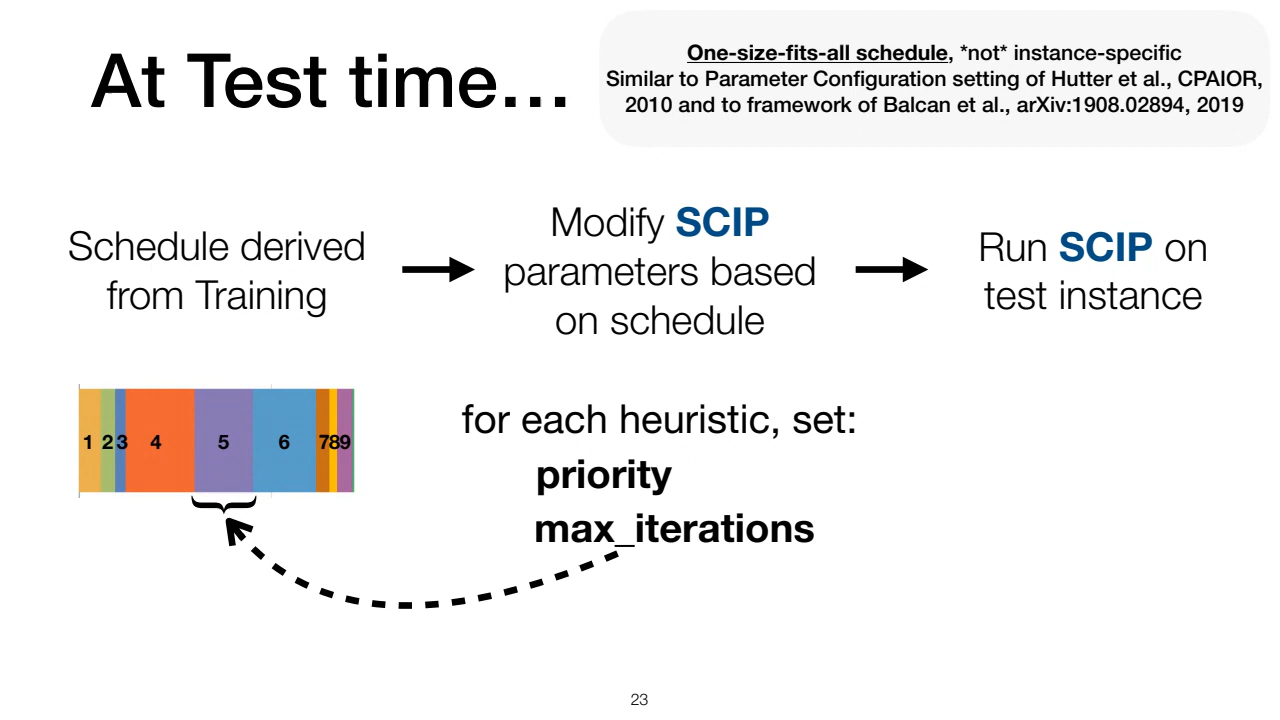 At Test time…
One-size-fits-all schedule, *not* instance-specific
Similar to Parameter Configuration setting of Hutter et al., CPAIOR,
2010 and to framework of Balcan et al., arXiv:1908.02894, 2019
Schedule derived
from Training
Modify SCIP
parameters based
on schedule
Run SCIP on
test instance
1 2 3 4 5 6 7 8 9
for each heuristic, set:
priority
max_iterations
23